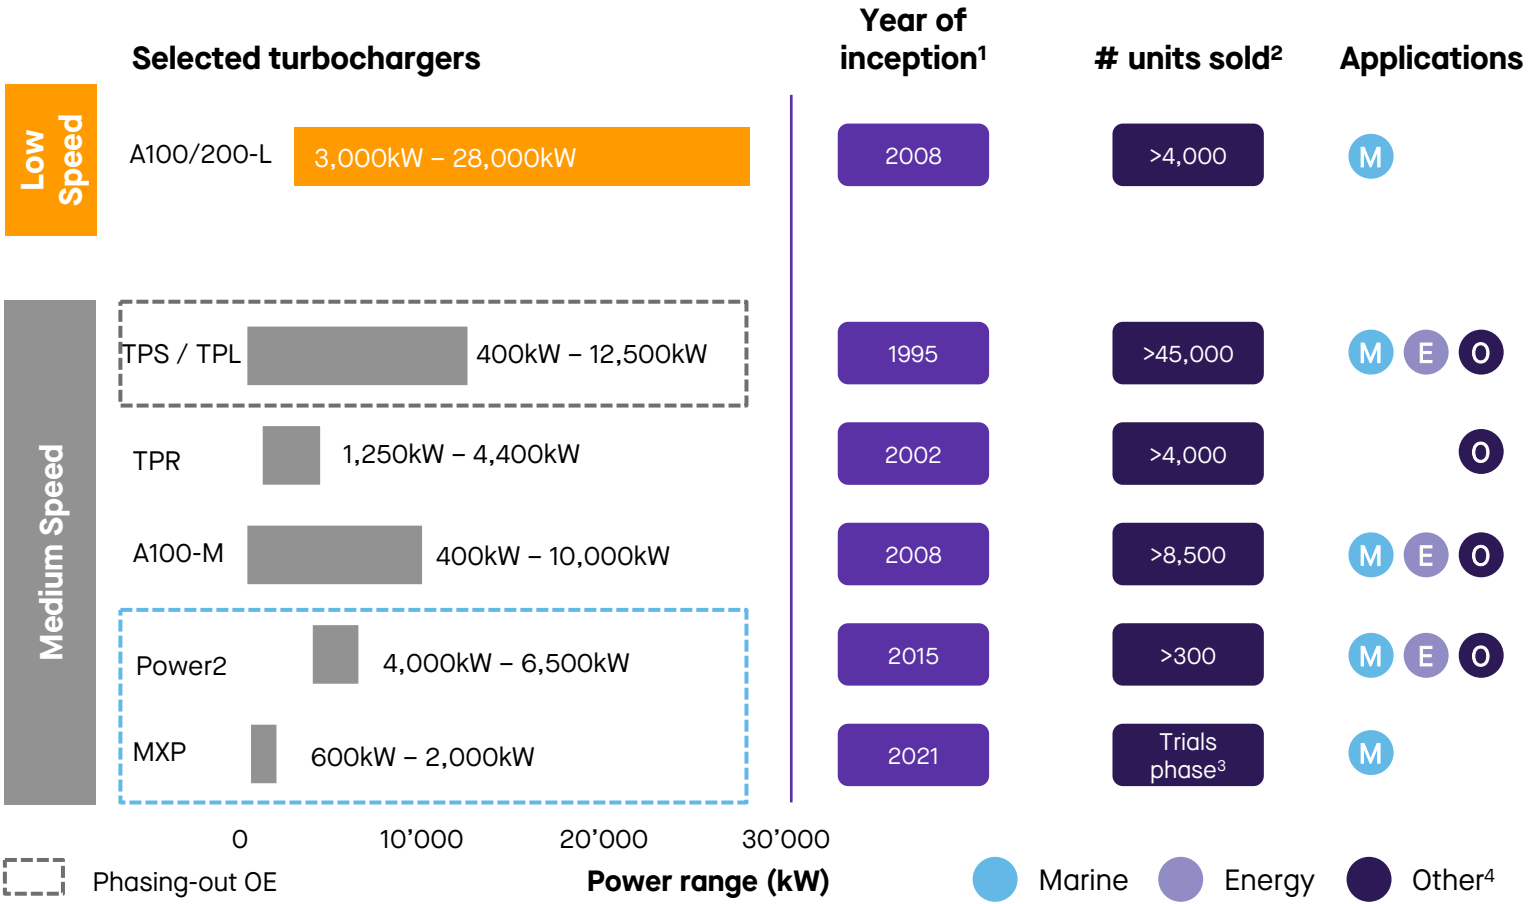 Selected turbochargers
Year of
inception¹
# units sold²
Applications
Low
Speed
A100/200-L
3,000kW – 28,000kW
2008
>4,000
M
Medium Speed
TPS / TPL
400kW – 12,500kW
1995
>45,000
M E O
TPR
1,250kW – 4,400kW
2002
>4,000
O
A100-M
400kW – 10,000kW
2008
>8,500
M E O
Power2
4,000kW – 6,500kW
2015
>300
M E O
MXP
600kW – 2,000kW
2021
Trials
phase³
M
0 10’000 20’000 30’000
Power range (kW)
Phasing-out OE
Marine
Energy
Other⁴